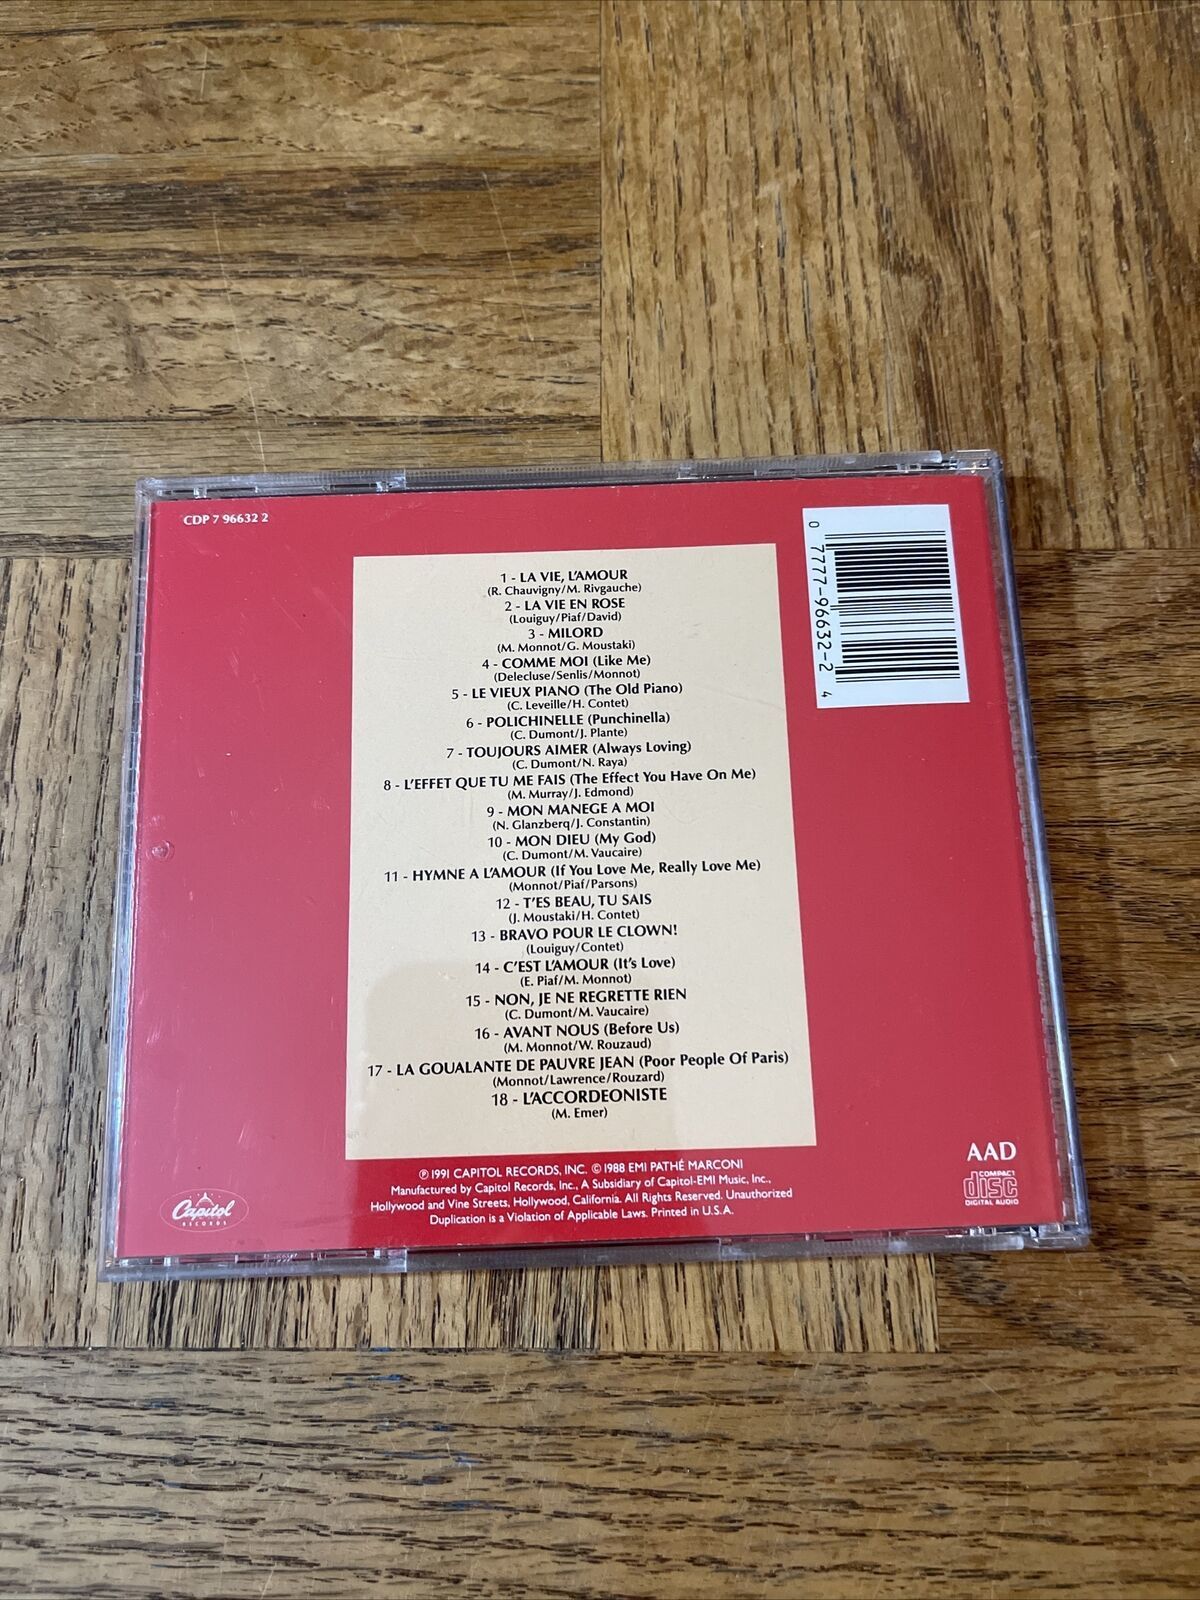 CDP 7 96632 2
0 7777-96632-2 4
1 - LA VIE, L'AMOUR
(R. Chauvigny/M. Rivgauche)
2 - LA VIE EN ROSE
(Louiguy/Piaf/David)
3 - MILORD
(M. Monnot/G. Moustaki)
4 - COMME MOI (Like Me)
(Delecluse/Senlis/Monnot)
5 - LE VIEUX PIANO (The Old Piano)
(C. Leveille/H. Contet)
6 - POLICHINELLE (Punchinella)
(C. Dumont/J. Plante)
7 - TOUJOURS AIMER (Always Loving)
(C. Dumont/N. Raya)
8 - L'EFFET QUE TU ME FAIS (The Effect You Have On Me)
(M. Murray/J. Edmond)
9 - MON MANEGE A MOI
(N. Glanzberq/J. Constantin)
10 - MON DIEU (My God)
(C. Dumont/M. Vaucaire)
11 - HYMNE A L'AMOUR (If You Love Me, Really Love Me)
(Monnot/Piaf/Parsons)
12 - T'ES BEAU, TU SAIS
(J. Moustaki/H. Contet)
13 - BRAVO POUR LE CLOWN!
(Louiguy/Contet)
14 - C'EST L'AMOUR (It's Love)
(E. Piaf/M. Monnot)
15 - NON, JE NE REGRETTE RIEN
(C. Dumont/M. Vaucaire)
16 - AVANT NOUS (Before Us)
(M. Monnot/W. Rouzaud)
17 - LA GOUALANTE DE PAUVRE JEAN (Poor People Of Paris)
(Monnot/Lawrence/Rouzard)
18 - L'ACCORDEONISTE
(M. Emer)
℗ 1991 CAPITOL RECORDS, INC. © 1988 EMI PATHÉ MARCONI
Manufactured by Capitol Records, Inc., A Subsidiary of Capitol-EMI Music, Inc.,
Hollywood and Vine Streets, Hollywood, California. All Rights Reserved. Unauthorized
Duplication is a Violation of Applicable Laws. Printed in U.S.A.
Capitol
RECORDS
AAD
COMPACT
disc
DIGITAL AUDIO